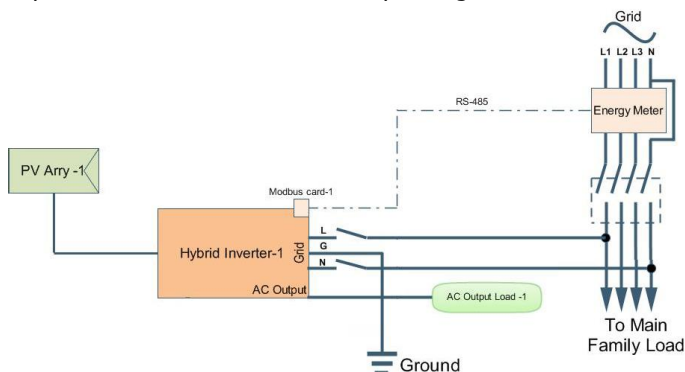 Grid
L1 L2 L3 N
RS-485
Energy Meter
PV Arry -1
Modbus card-1
L
Hybrid Inverter-1
Grid
G
N
AC Output
AC Output Load -1
To Main
Family Load
Ground